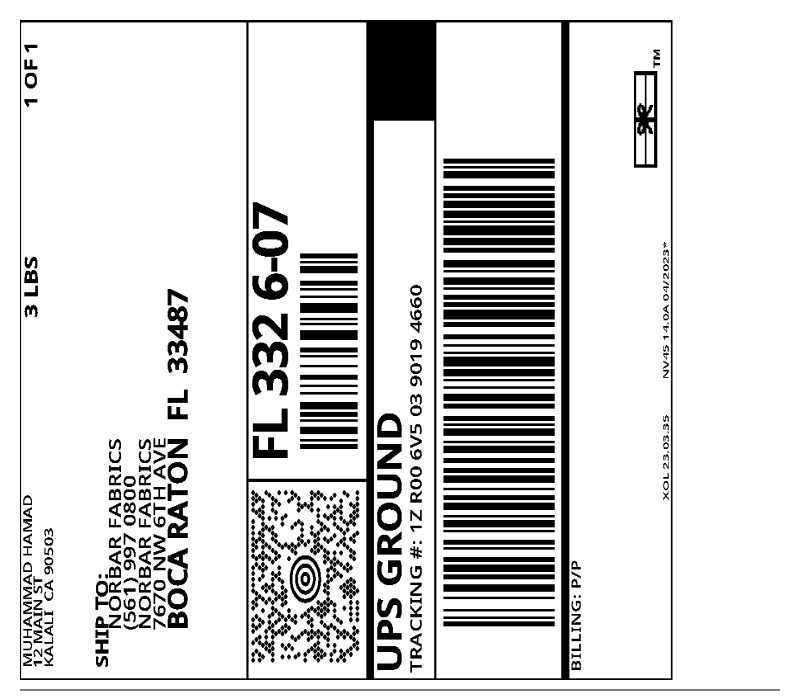 MUHAMMAD HAMAD
12 MAIN ST
KALALI CA 90503
3 LBS
1 OF 1
SHIP TO:
NORBAR FABRICS
(561) 997 0800
NORBAR FABRICS
7670 NW 6TH AVE
BOCA RATON FL 33487
FL 332 6-07
UPS GROUND
TRACKING #: 1Z R00 6V5 03 9019 4660
BILLING: P/P
XOL 23.03.35 NV45 14.0A 04/2023*
TM